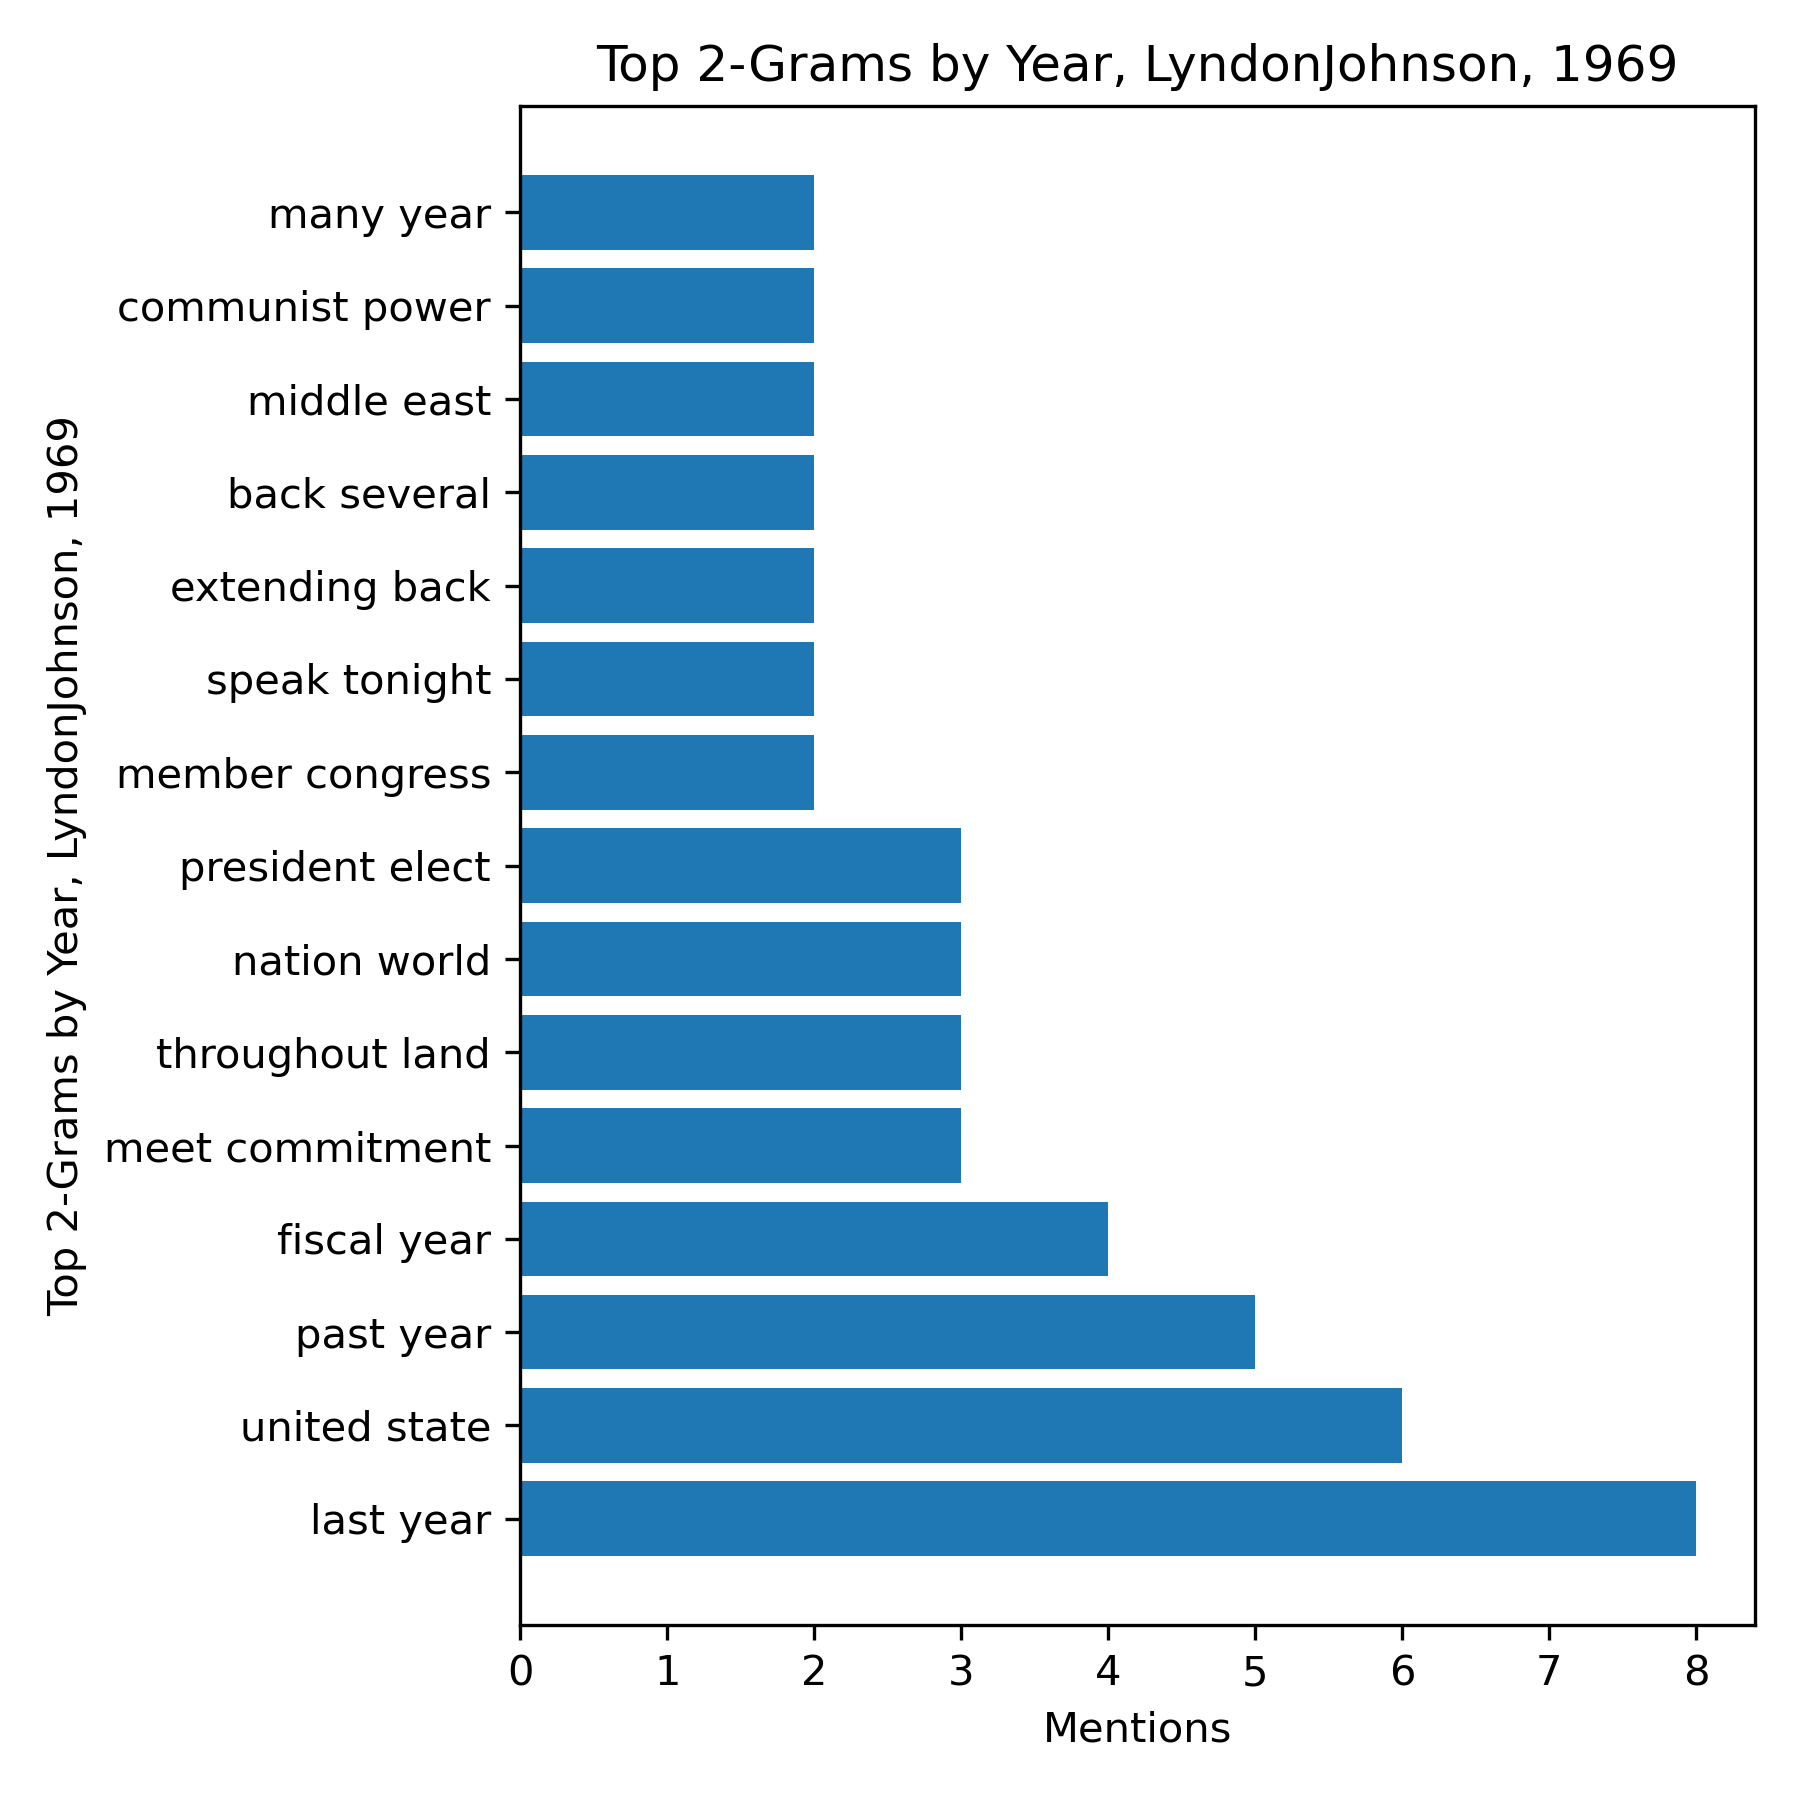 Top 2-Grams by Year, LyndonJohnson, 1969
Top 2-Grams by Year, LyndonJohnson, 1969
many year
communist power
middle east
back several
extending back
speak tonight
member congress
president elect
nation world
throughout land
meet commitment
fiscal year
past year
united state
last year
0 1 2 3 4 5 6 7 8
Mentions